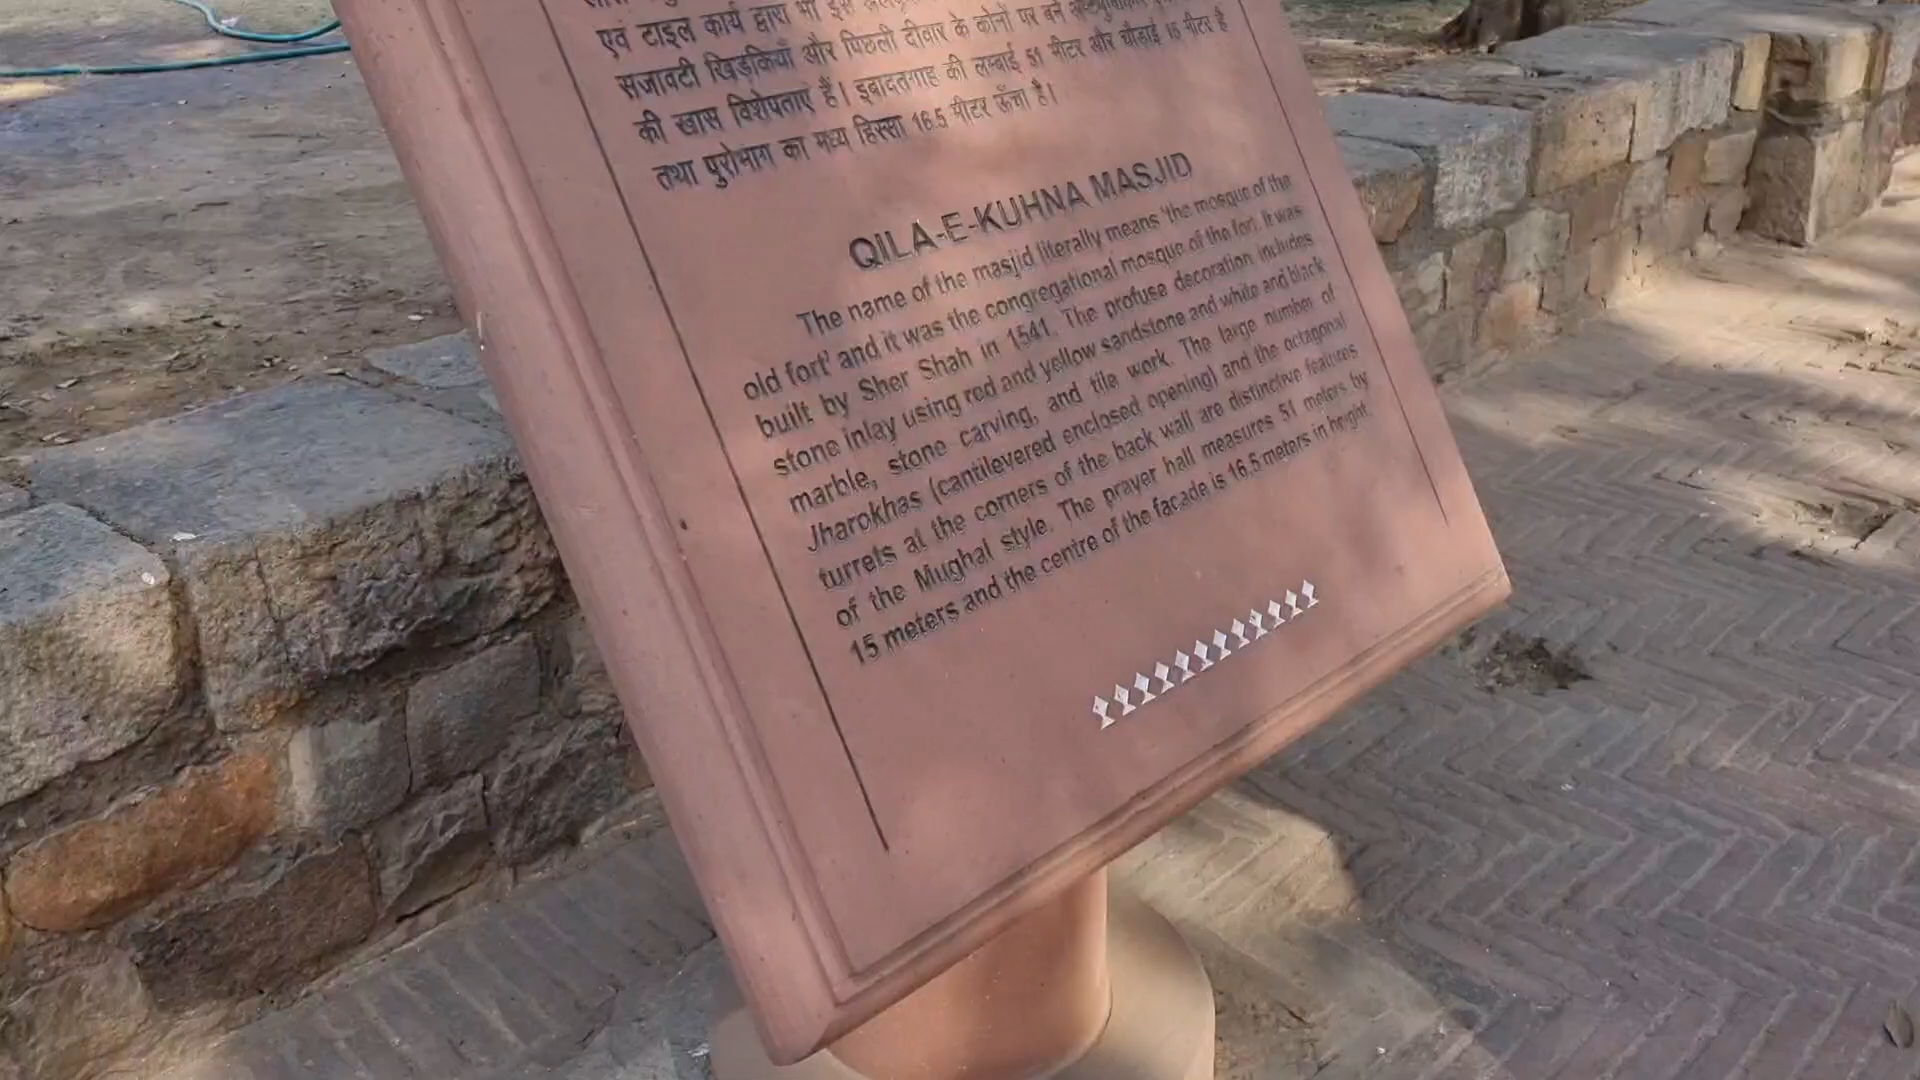 एवं टाइल कार्य द्वारा भी इसे
सजावटी खिड़कियाँ और पिछली दीवार के कोनों पर बने
की खास विशेषताएं हैं। इबादतगाह की लम्बाई 51 मीटर और चौड़ाई 15 मीटर है
तथा पुरोभाग का मध्य हिस्सा 16.5 मीटर ऊँचा है।
QILA-E-KUHNA MASJID
The name of the masjid literally means 'the mosque of the
old fort' and it was the congregational mosque of the fort. It was
built by Sher Shah in 1541. The profuse decoration includes
stone inlay using red and yellow sandstone and white and black
marble, stone carving, and tile work. The large number of
Jharokhas (cantilevered enclosed opening) and the octagonal
turrets at the corners of the back wall are distinctive features
of the Mughal style. The prayer hall measures 51 meters by
15 meters and the centre of the facade is 16.5 meters in height.